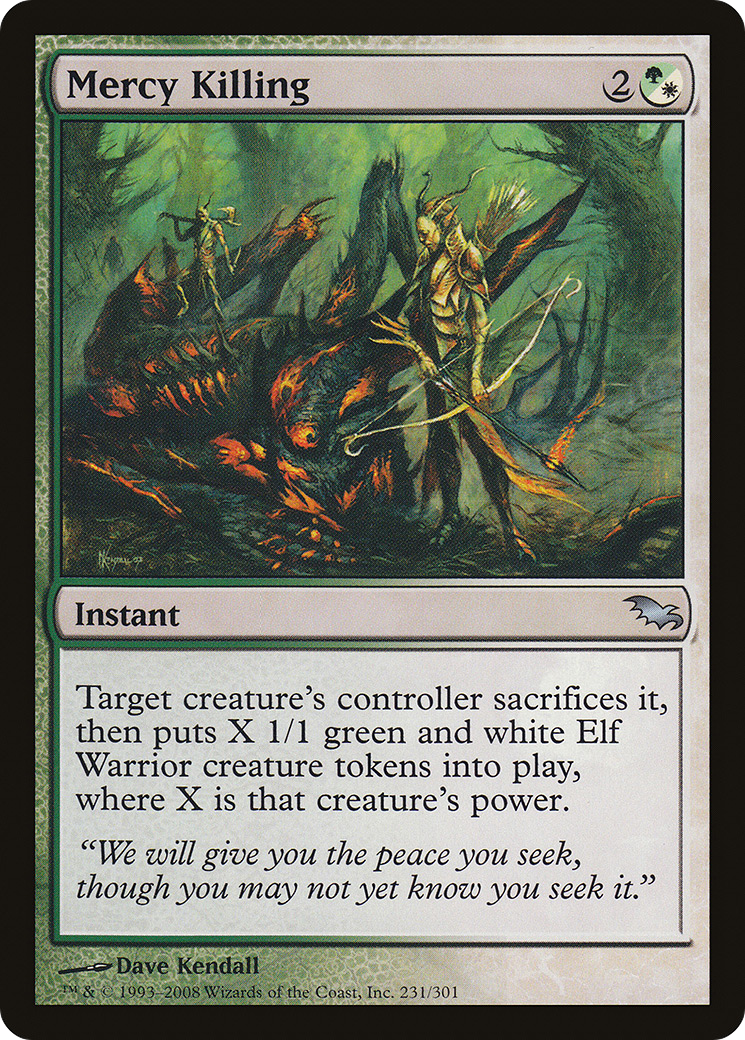 Mercy Killing 2
Instant
Target creature's controller sacrifices it,
then puts X 1/1 green and white Elf
Warrior creature tokens into play,
where X is that creature's power.
“We will give you the peace you seek,
though you may not yet know you seek it.”
Dave Kendall
™ & © 1993–2008 Wizards of the Coast, Inc. 231/301